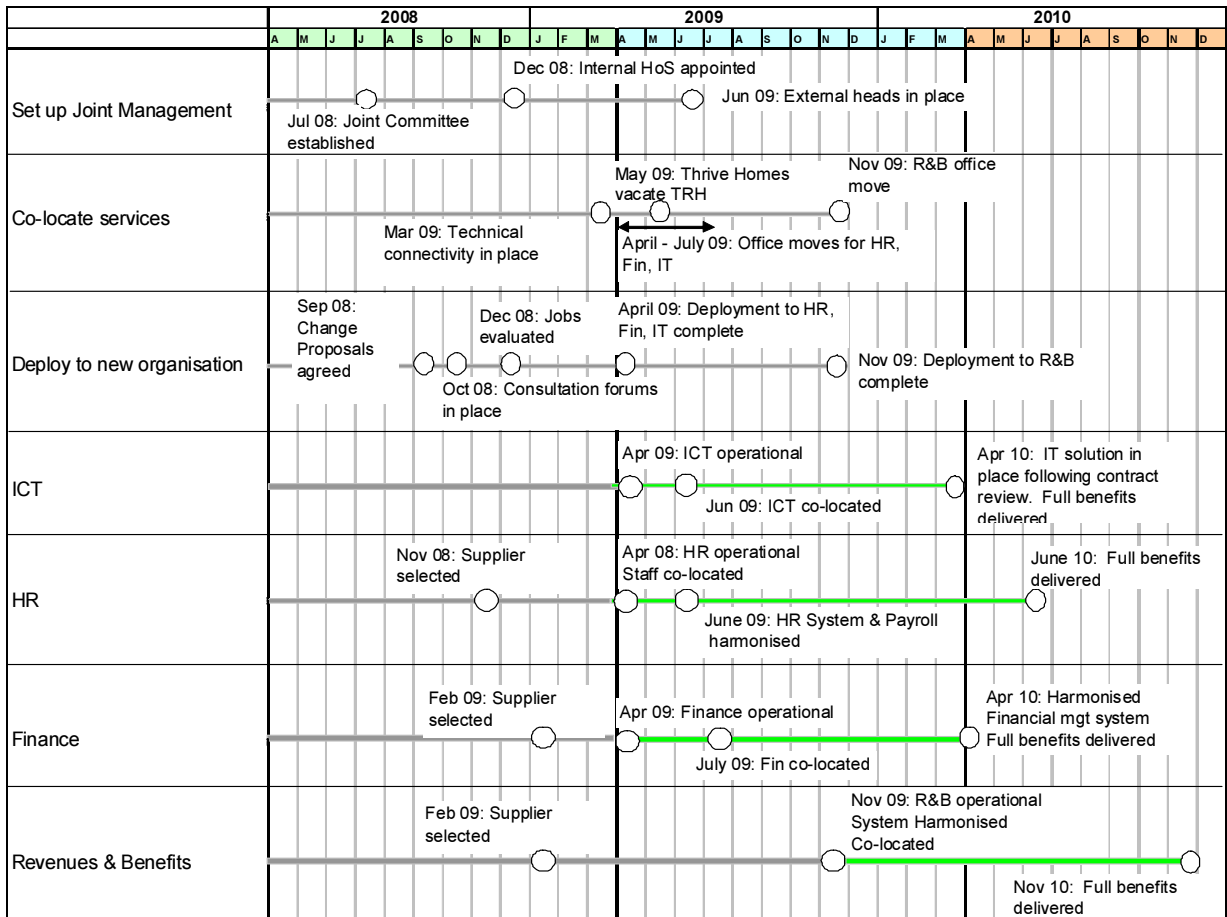 2008 2009 2010
A M J J A S O N D J F M A M J J A S O N D J F M A M J J A S O N D
Set up Joint Management
Dec 08: Internal HoS appointed
Jun 09: External heads in place
Jul 08: Joint Committee
established
Co-locate services
Nov 09: R&B office
move
May 09: Thrive Homes
vacate TRH
Mar 09: Technical
connectivity in place
April - July 09: Office moves for HR,
Fin, IT
Deploy to new organisation
Sep 08:
Change
Proposals
agreed
Dec 08: Jobs
evaluated
April 09: Deployment to HR,
Fin, IT complete
Nov 09: Deployment to R&B
complete
Oct 08: Consultation forums
in place
ICT
Apr 09: ICT operational
Jun 09: ICT co-located
Apr 10: IT solution in
place following contract
review. Full benefits
delivered
HR
Nov 08: Supplier
selected
Apr 08: HR operational
Staff co-located
June 09: HR System & Payroll
harmonised
June 10: Full benefits
delivered
Finance
Feb 09: Supplier
selected
Apr 09: Finance operational
July 09: Fin co-located
Apr 10: Harmonised
Financial mgt system
Full benefits delivered
Revenues & Benefits
Feb 09: Supplier
selected
Nov 09: R&B operational
System Harmonised
Co-located
Nov 10: Full benefits
delivered